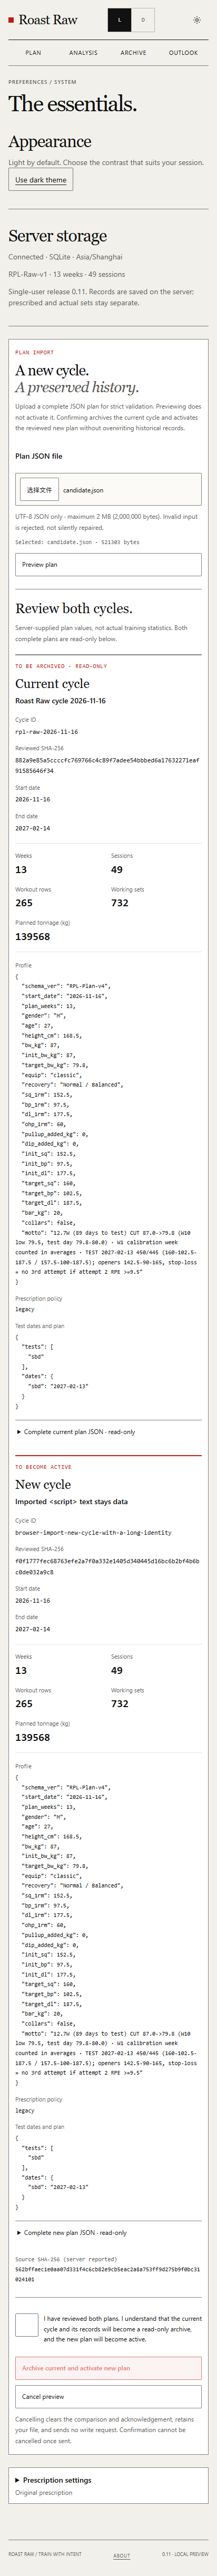 Roast Raw
L
D
PLAN
ANALYSIS
ARCHIVE
OUTLOOK
PREFERENCES / SYSTEM
The essentials.
Appearance
Light by default. Choose the contrast that suits your session.
Use dark theme
Server storage
Connected · SQLite · Asia/Shanghai
RPL-Raw-v1 · 13 weeks · 49 sessions
Single-user release 0.11. Records are saved on the server;
prescribed and actual sets stay separate.
PLAN IMPORT
A new cycle.
A preserved history.
Upload a complete JSON plan for strict validation. Previewing does
not activate it. Confirming archives the current cycle and activates
the reviewed new plan without overwriting historical records.
Plan JSON file
选择文件
candidate.json
UTF-8 JSON only · maximum 2 MB (2,000,000 bytes). Invalid input
is rejected, not silently repaired.
Selected: candidate.json · 521303 bytes
Preview plan
Review both cycles.
Server-supplied plan values, not actual training statistics. Both
complete plans are read-only below.
TO BE ARCHIVED · READ-ONLY
Current cycle
Roast Raw cycle 2026-11-16
Cycle ID
rpl-raw-2026-11-16
Reviewed SHA-256
Start date
2026-11-16
End date
2027-02-14
Weeks
13
Sessions
49
Workout rows
265
Working sets
732
Planned tonnage (kg)
139568
Profile
{
"schema_ver": "RPL-Plan-v4",
"start_date": "2026-11-16",
"plan_weeks": 13,
"gender": "M",
"age": 27,
"height_cm": 168.5,
"bw_kg": 87,
"init_bw_kg": 87,
"target_bw_kg": 79.8,
"equip": "classic",
"recovery": "Normal / Balanced",
"sq_1rm": 152.5,
"bp_1rm": 97.5,
"dl_1rm": 177.5,
"ohp_1rm": 60,
"pullup_added_kg": 0,
"dip_added_kg": 0,
"init_sq": 152.5,
"init_bp": 97.5,
"init_dl": 177.5,
"target_sq": 160,
"target_bp": 102.5,
"target_dl": 187.5,
"bar_kg": 20,
"collars": false,
"motto": "12.7W (89 days to test) CUT 87.0->79.8 (W10
low 79.5, test day 79.8-80.0) · W1 calibration week
counted in averages · TEST 2027-02-13 450/445 (160-102.5-
187.5 / 157.5-100-187.5); openers 142.5-90-165, stop-loss
= no 3rd attempt if attempt 2 RPE >=9.5"
}
Prescription policy
legacy
Test dates and plan
{
"tests": [
"sbd"
],
"dates": {
"sbd": "2027-02-13"
}
}
▶ Complete current plan JSON · read-only
TO BECOME ACTIVE
New cycle
Imported <script> text stays data
Cycle ID
browser-import-new-cycle-with-a-long-identity
Reviewed SHA-256
Start date
2026-11-16
End date
2027-02-14
Weeks
13
Sessions
49
Workout rows
265
Working sets
732
Planned tonnage (kg)
139568
Profile
{
"schema_ver": "RPL-Plan-v4",
"start_date": "2026-11-16",
"plan_weeks": 13,
"gender": "M",
"age": 27,
"height_cm": 168.5,
"bw_kg": 87,
"init_bw_kg": 87,
"target_bw_kg": 79.8,
"equip": "classic",
"recovery": "Normal / Balanced",
"sq_1rm": 152.5,
"bp_1rm": 97.5,
"dl_1rm": 177.5,
"ohp_1rm": 60,
"pullup_added_kg": 0,
"dip_added_kg": 0,
"init_sq": 152.5,
"init_bp": 97.5,
"init_dl": 177.5,
"target_sq": 160,
"target_bp": 102.5,
"target_dl": 187.5,
"bar_kg": 20,
"collars": false,
"motto": "12.7W (89 days to test) CUT 87.0->79.8 (W10
low 79.5, test day 79.8-80.0) · W1 calibration week
counted in averages · TEST 2027-02-13 450/445 (160-102.5-
187.5 / 157.5-100-187.5); openers 142.5-90-165, stop-loss
= no 3rd attempt if attempt 2 RPE >=9.5"
}
Prescription policy
legacy
Test dates and plan
{
"tests": [
"sbd"
],
"dates": {
"sbd": "2027-02-13"
}
}
▶ Complete new plan JSON · read-only
Source SHA-256 (server reported)
I have reviewed both plans. I understand that the current
cycle and its records will become a read-only archive,
and the new plan will become active.
Archive current and activate new plan
Cancel preview
Cancelling clears the comparison and acknowledgement, retains
your file, and sends no write request. Confirmation cannot be
cancelled once sent.
▶ Prescription settings
Original prescription
ROAST RAW / TRAIN WITH INTENT
ABOUT
0.11 · LOCAL PREVIEW